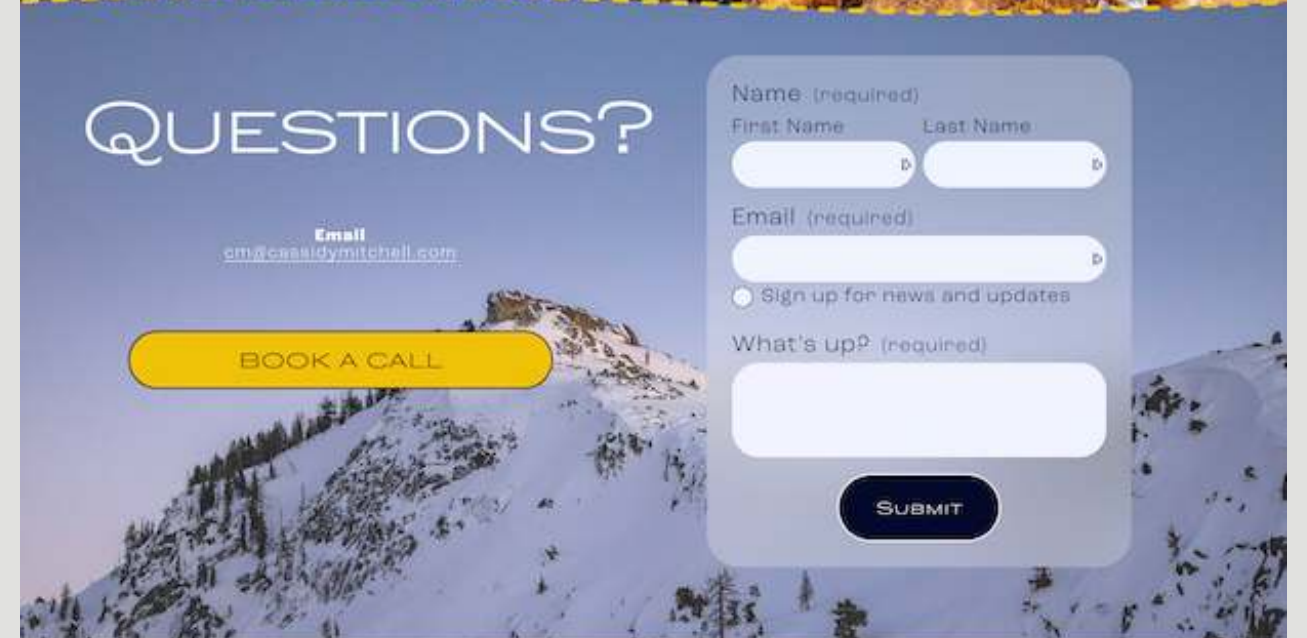 QUESTIONS?
Email
cm@cassidymitchell.com
BOOK A CALL
Name (required)
First Name Last Name
Email (required)
Sign up for news and updates
What's up? (required)
SUBMIT